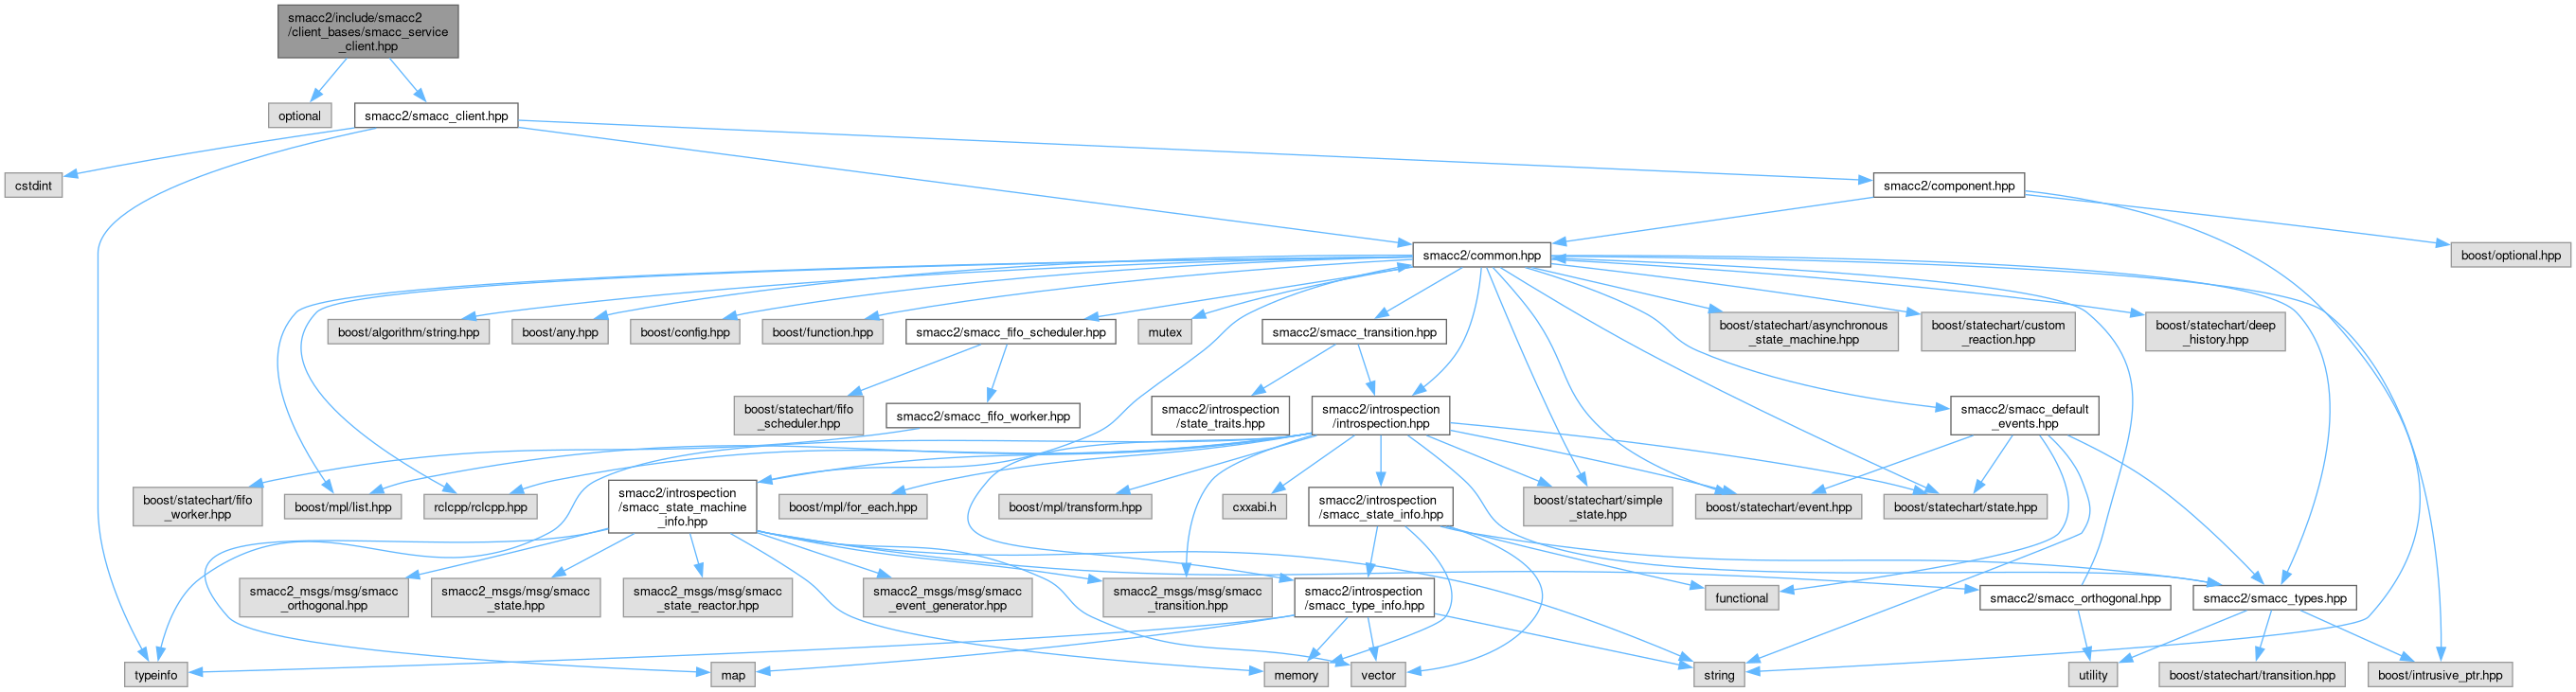 smacc2/include/smacc2
/client_bases/smacc_service
_client.hpp
optional
smacc2/smacc_client.hpp
cstdint
smacc2/component.hpp
smacc2/common.hpp
boost/optional.hpp
boost/algorithm/string.hpp
boost/any.hpp
boost/config.hpp
boost/function.hpp
smacc2/smacc_fifo_scheduler.hpp
mutex
smacc2/smacc_transition.hpp
boost/statechart/asynchronous
_state_machine.hpp
boost/statechart/custom
_reaction.hpp
boost/statechart/deep
_history.hpp
boost/statechart/fifo
_scheduler.hpp
smacc2/smacc_fifo_worker.hpp
smacc2/introspection
/state_traits.hpp
smacc2/introspection
/introspection.hpp
smacc2/smacc_default
_events.hpp
boost/statechart/fifo
_worker.hpp
boost/mpl/list.hpp
rclcpp/rclcpp.hpp
smacc2/introspection
/smacc_state_machine
_info.hpp
boost/mpl/for_each.hpp
boost/mpl/transform.hpp
cxxabi.h
smacc2/introspection
/smacc_state_info.hpp
boost/statechart/simple
_state.hpp
boost/statechart/event.hpp
boost/statechart/state.hpp
smacc2_msgs/msg/smacc
_orthogonal.hpp
smacc2_msgs/msg/smacc
_state.hpp
smacc2_msgs/msg/smacc
_state_reactor.hpp
smacc2_msgs/msg/smacc
_event_generator.hpp
smacc2_msgs/msg/smacc
_transition.hpp
smacc2/introspection
/smacc_type_info.hpp
functional
smacc2/smacc_orthogonal.hpp
smacc2/smacc_types.hpp
typeinfo
map
memory
vector
string
utility
boost/statechart/transition.hpp
boost/intrusive_ptr.hpp